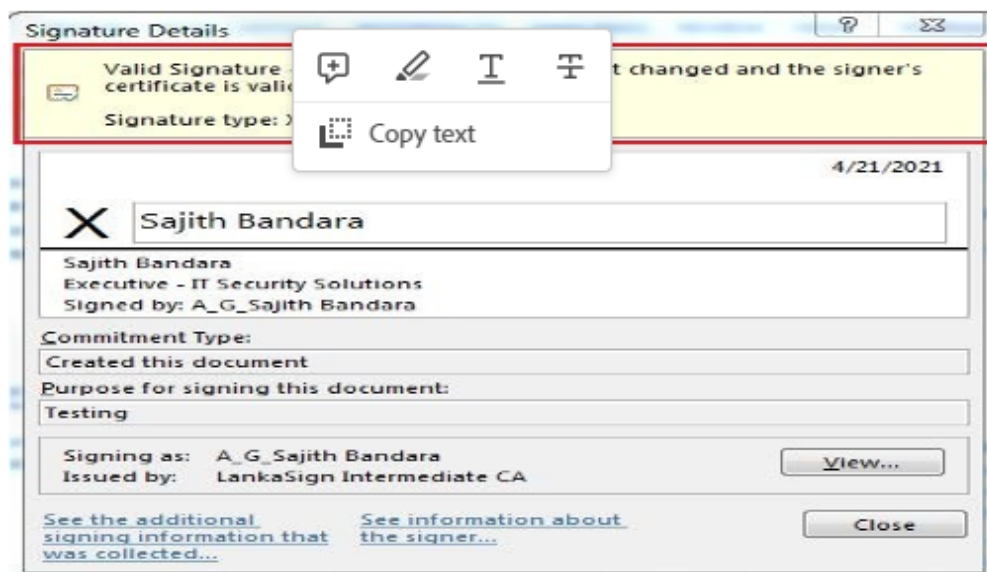 Signature Details
Valid Signature
t changed and the signer's
certificate is valid
Signature type: X
Copy text
4/21/2021
X Sajith Bandara
Sajith Bandara
Executive - IT Security Solutions
Signed by: A_G_Sajith Bandara
Commitment Type:
Created this document
Purpose for signing this document:
Testing
Signing as: A_G_Sajith Bandara
Issued by: LankaSign Intermediate CA
View...
See the additional
signing information that
was collected...
See information about
the signer...
Close